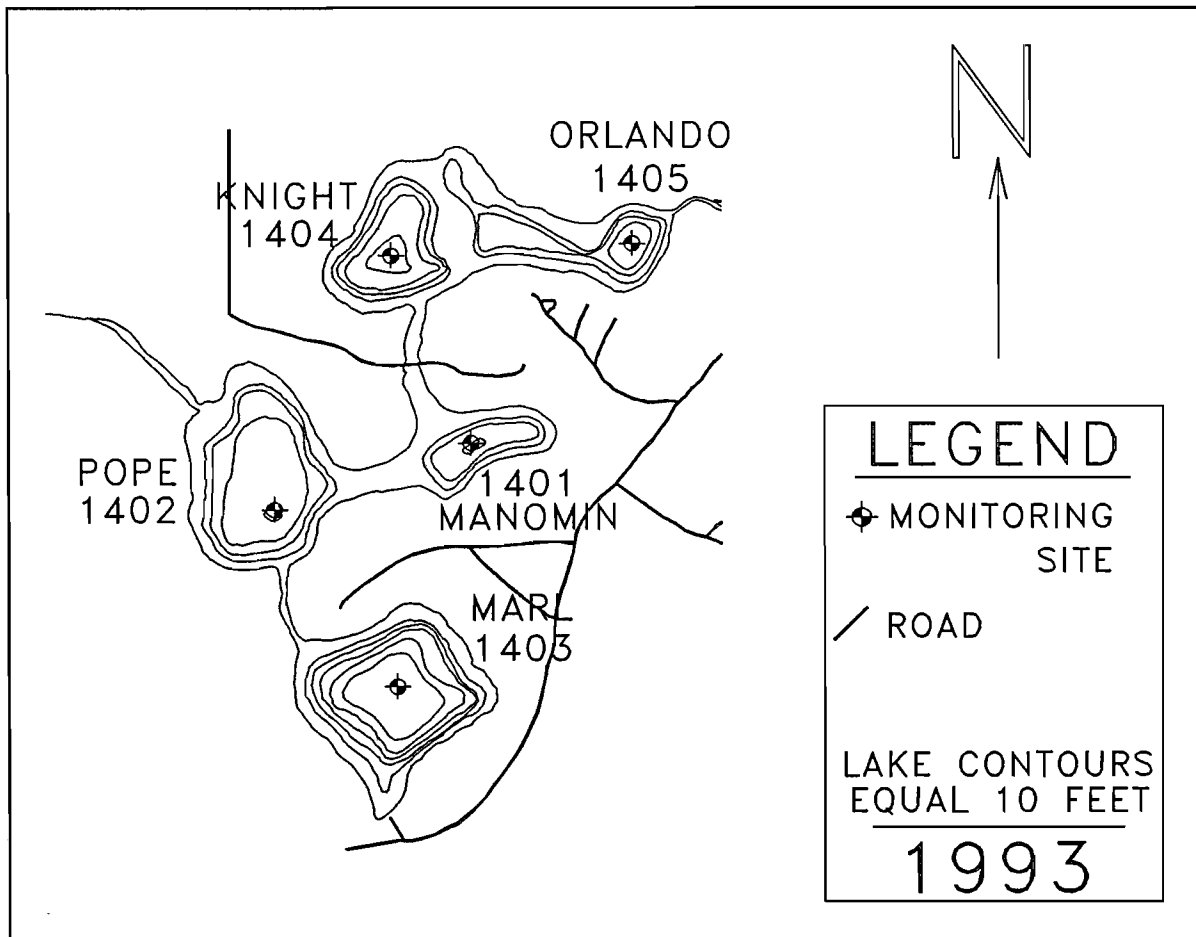 N
ORLANDO
1405
KNIGHT
1404
POPE
1402
1401
MANOMIN
MARL
1403
LEGEND
MONITORING
SITE
ROAD
LAKE CONTOURS
EQUAL 10 FEET
1993